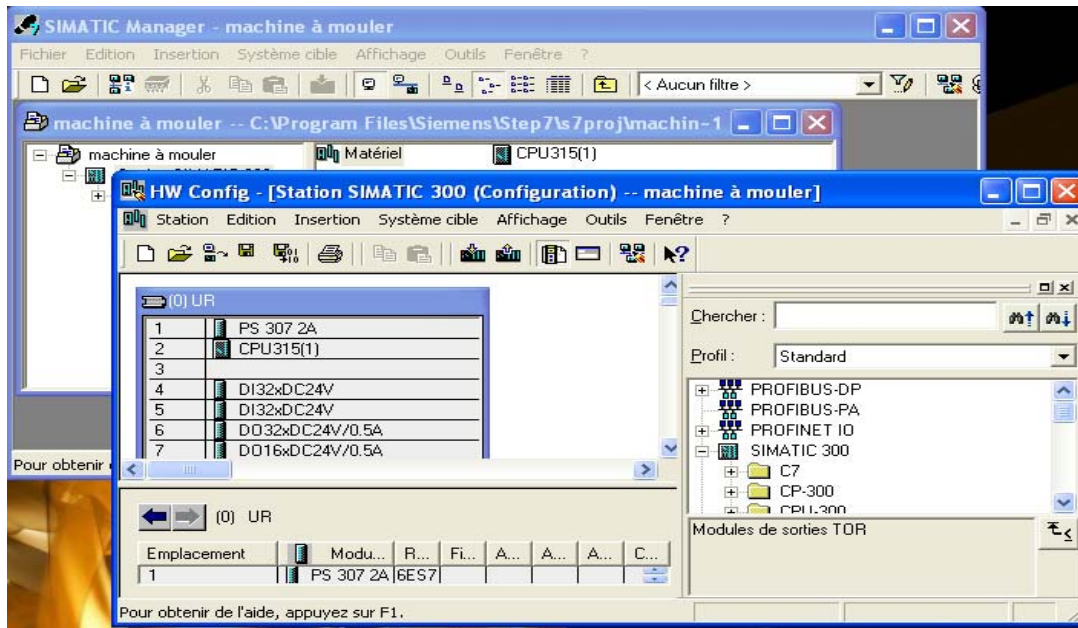 SIMATIC Manager - machine à mouler
Fichier Edition Insertion Système cible Affichage Outils Fenêtre ?
< Aucun filtre >
machine à mouler -- C:\Program Files\Siemens\Step7\s7proj\machin~1
machine à mouler
Matériel
CPU315(1)
HW Config - [Station SIMATIC 300 (Configuration) -- machine à mouler]
Station Edition Insertion Système cible Affichage Outils Fenêtre ?
(0) UR
1 PS 307 2A
2 CPU315(1)
3
4 DI32xDC24V
5 DI32xDC24V
6 DO32xDC24V/0.5A
7 DO16xDC24V/0.5A
Chercher :
Profil : Standard
PROFIBUS-DP
PROFIBUS-PA
PROFINET IO
SIMATIC 300
C7
CP-300
CPU-300
Modules de sorties TOR
(0) UR
Emplacement Modu... R... Fi... A... A... A... C...
1 PS 307 2A 6ES7
Pour obtenir de l'aide, appuyez sur F1.
Pour obtenir